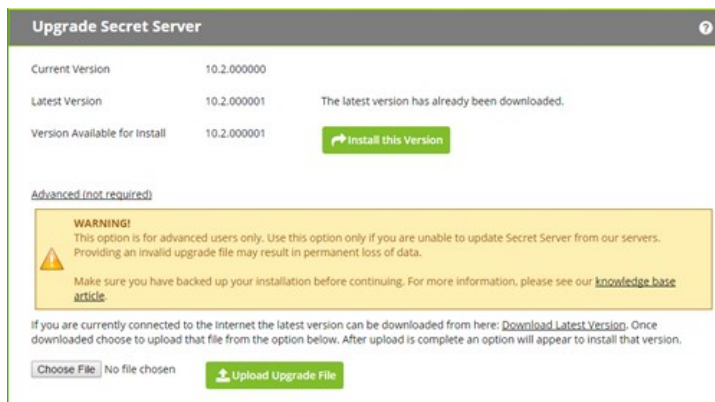 Upgrade Secret Server
?
Current Version 10.2.000000
Latest Version 10.2.000001 The latest version has already been downloaded.
Version Available for Install 10.2.000001 Install this Version
Advanced (not required)
WARNING!
This option is for advanced users only. Use this option only if you are unable to update Secret Server from our servers.
Providing an invalid upgrade file may result in permanent loss of data.
Make sure you have backed up your installation before continuing. For more information, please see our knowledge base
article.
If you are currently connected to the Internet the latest version can be downloaded from here: Download Latest Version. Once
downloaded choose to upload that file from the option below. After upload is complete an option will appear to install that version.
Choose File No file chosen Upload Upgrade File